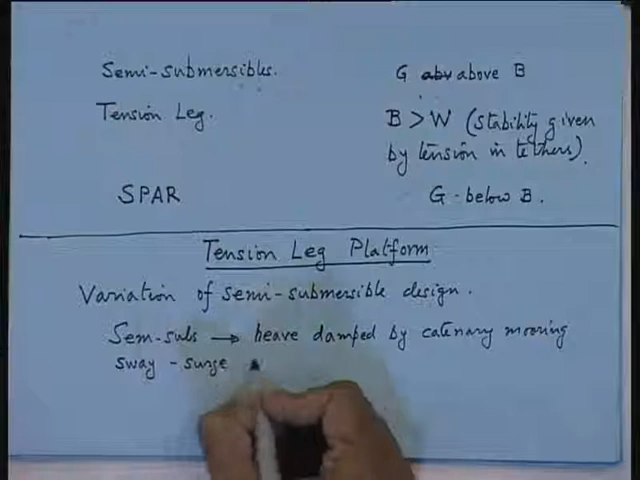 Semi-submersibles. G abv above B
Tension Leg. B > W (stability given
by tension in tethers).
SPAR G - below B.
Tension Leg Platform
Variation of semi-submersible design.
Sem-subs → heave damped by catenary mooring
sway - surge